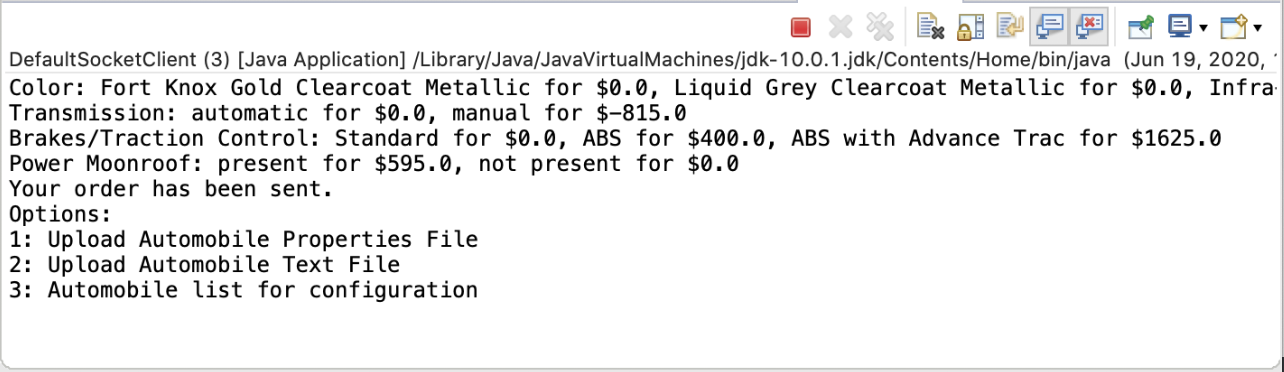 DefaultSocketClient (3) [Java Application] /Library/Java/JavaVirtualMachines/jdk-10.0.1.jdk/Contents/Home/bin/java (Jun 19, 2020,
Color: Fort Knox Gold Clearcoat Metallic for $0.0, Liquid Grey Clearcoat Metallic for $0.0, Infra
Transmission: automatic for $0.0, manual for $-815.0
Brakes/Traction Control: Standard for $0.0, ABS for $400.0, ABS with Advance Trac for $1625.0
Power Moonroof: present for $595.0, not present for $0.0
Your order has been sent.
Options:
1: Upload Automobile Properties File
2: Upload Automobile Text File
3: Automobile list for configuration